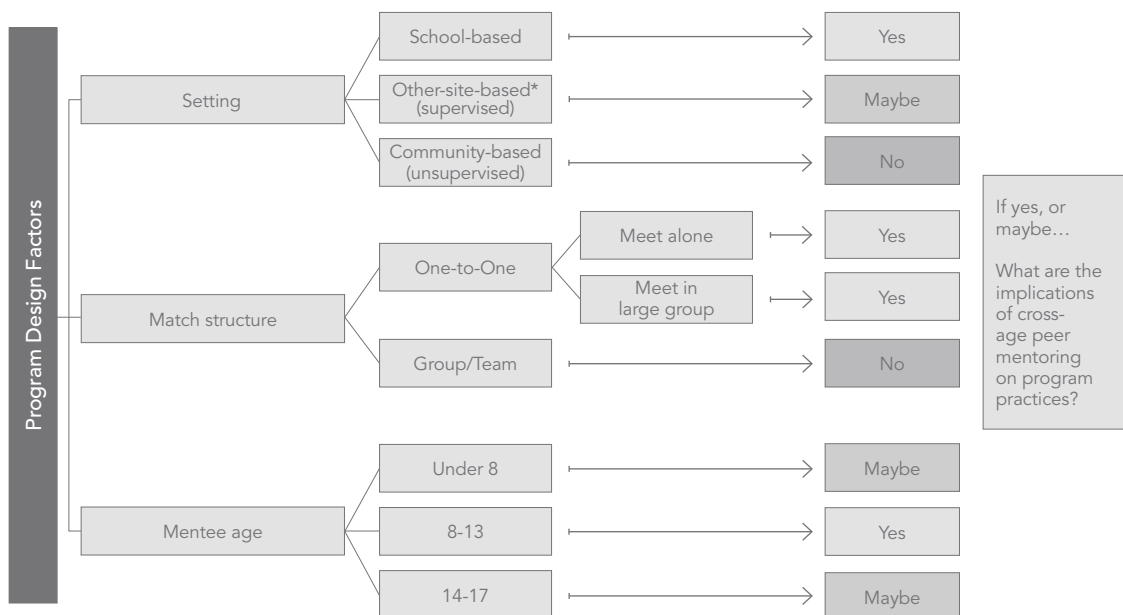 Program Design Factors
Setting
School-based
Yes
Other-site-based*
(supervised)
Maybe
Community-based
(unsupervised)
No
Match structure
One-to-One
Meet alone
Yes
Meet in
large group
Yes
Group/Team
No
Mentee age
Under 8
Maybe
8-13
Yes
14-17
Maybe
If yes, or
maybe…
What are the
implications
of cross-
age peer
mentoring
on program
practices?